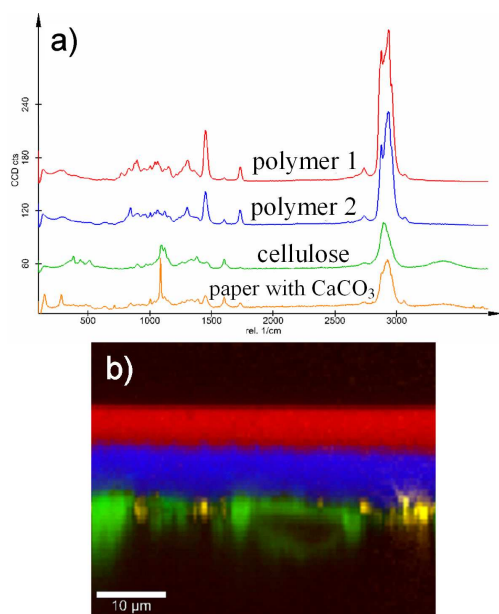 a)
CCD cts
240
180
120
60
polymer 1
polymer 2
cellulose
paper with CaCO₃
500
1000
1500
2000
2500
3000
rel. 1/cm
b)
10 µm